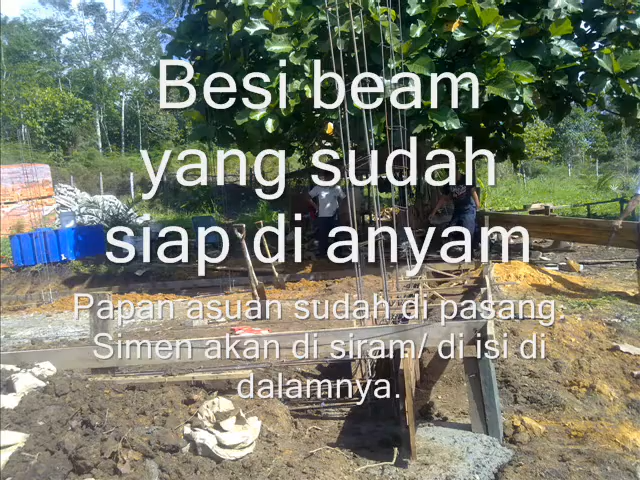 Besi beam
yang sudah
siap di anyam
Papan asuan sudah di pasang.
Simen akan di siram/ di isi di
dalamnya.